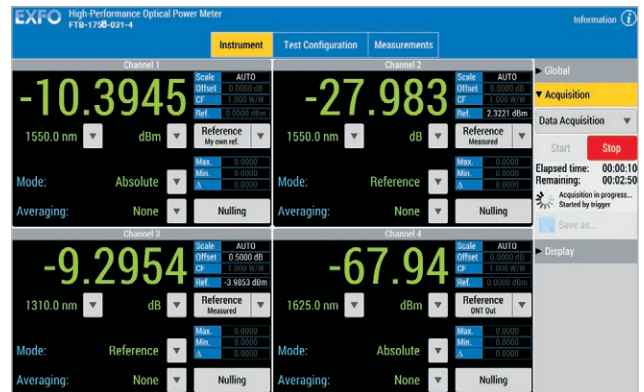 EXFO High-Performance Optical Power Meter
FTB-1750-031-4
Information
Instrument Test Configuration Measurements
Channel 1
-10.3945
Scale AUTO
Offset 0.0000 dB
CF 1.000 W/W
Ref. 0.0000 dBm
1550.0 nm dBm Reference
My own ref.
Max. 0.0000
Min. 0.0000
Δ 0.0000
Mode: Absolute
Averaging: None Nulling
Channel 2
-27.983
Scale AUTO
Offset 0.0000 dB
CF 1.000 W/W
Ref. 2.3221 dBm
1550.0 nm dB Reference
Measured
Max. 0.0000
Min. 0.0000
Δ 0.0000
Mode: Reference
Averaging: None Nulling
Channel 3
-9.2954
Scale AUTO
Offset 0.5000 dB
CF 1.000 W/W
Ref. -3.9853 dBm
1310.0 nm dB Reference
Measured
Max. 0.0000
Min. 0.0000
Δ 0.0000
Mode: Reference
Averaging: None Nulling
Channel 4
-67.94
Scale AUTO
Offset 0.0000 dB
CF 1.000 W/W
Ref. 0.0000 dBm
1625.0 nm dBm Reference
ONT Out
Max. 0.0000
Min. 0.0000
Δ 0.0000
Mode: Absolute
Averaging: None Nulling
Global
Acquisition
Data Acquisition
Start Stop
Elapsed time: 00:00:10
Remaining: 00:02:50
Acquisition in progress...
Started by trigger
Save as...
Display